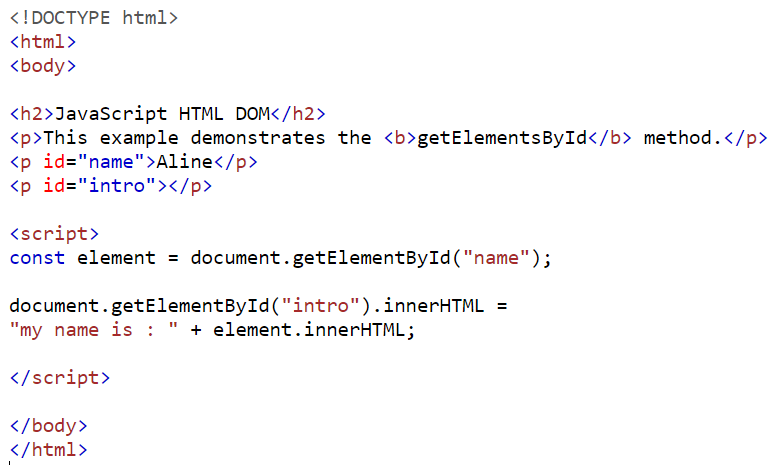 <!DOCTYPE html>
<html>
<body>
<h2>JavaScript HTML DOM</h2>
<p>This example demonstrates the <b>getElementsById</b> method.</p>
<p id="name">Aline</p>
<p id="intro"></p>
<script>
const element = document.getElementById("name");
document.getElementById("intro").innerHTML =
"my name is : " + element.innerHTML;
</script>
</body>
</html>